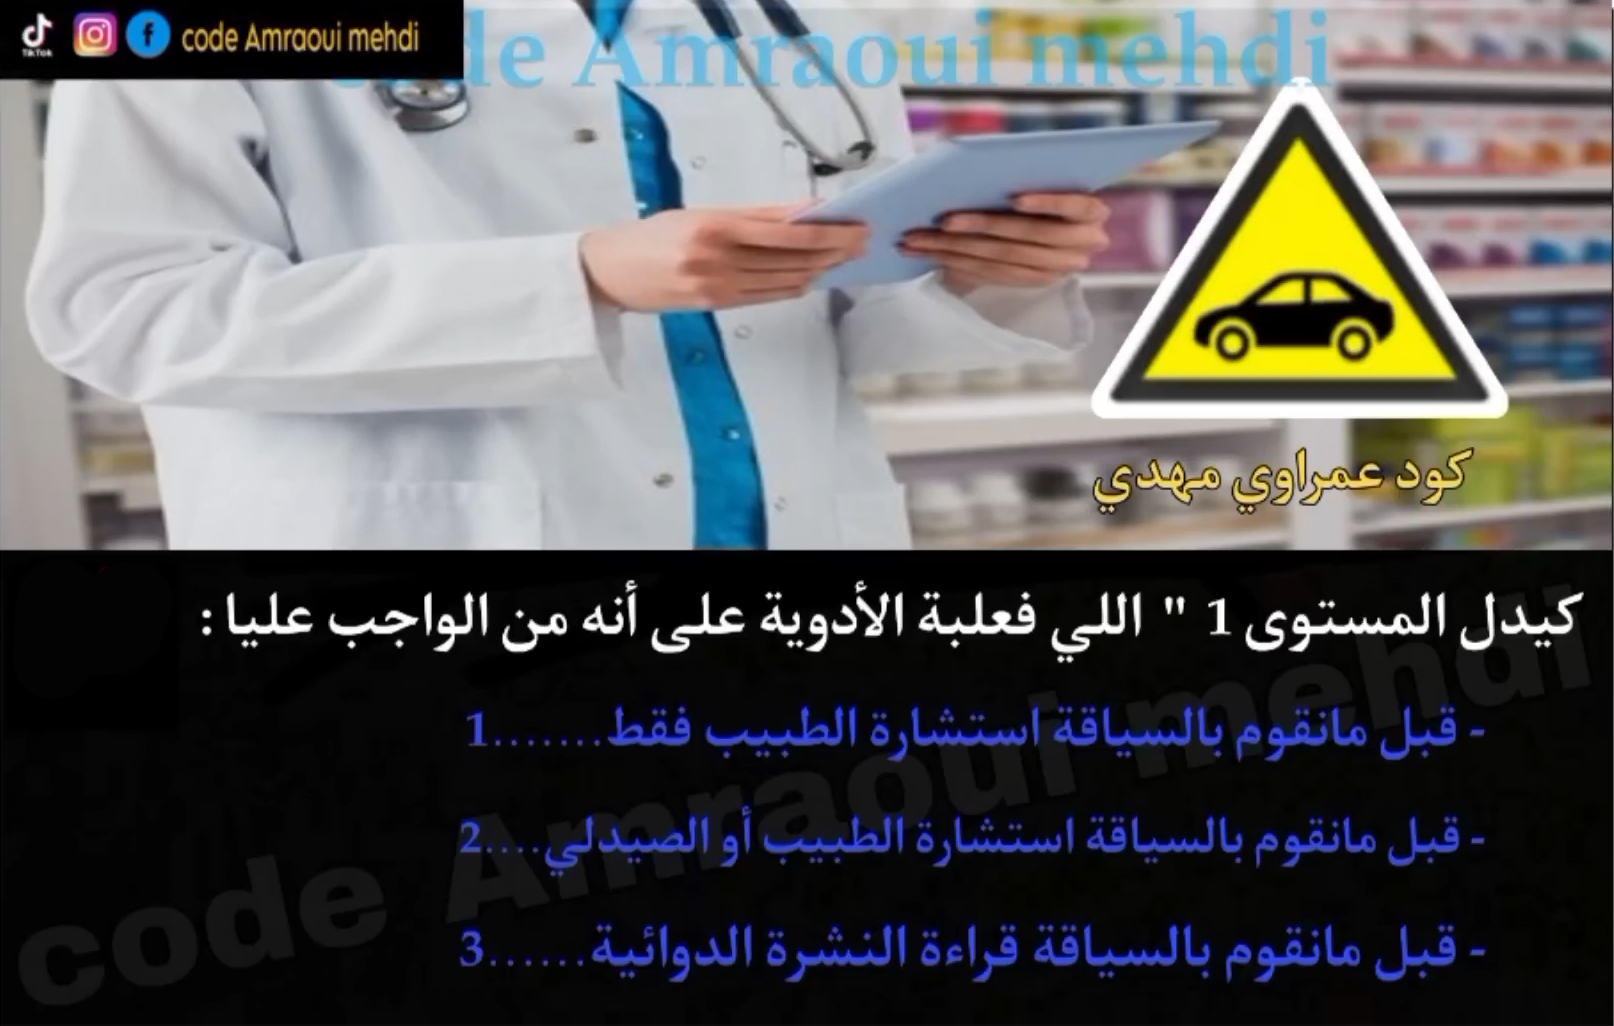 TikTok
code Amraoui mehdi
code Amraoui mehdi
كود عمراوي مهدي
كيدل المستوى 1 " اللي فعلبة الأدوية على أنه من الواجب عليا :
- قبل مانقوم بالسياقة استشارة الطبيب فقط.......1
- قبل مانقوم بالسياقة استشارة الطبيب أو الصيدلي....2
- قبل مانقوم بالسياقة قراءة النشرة الدوائية......3
code Amraoui mehdi